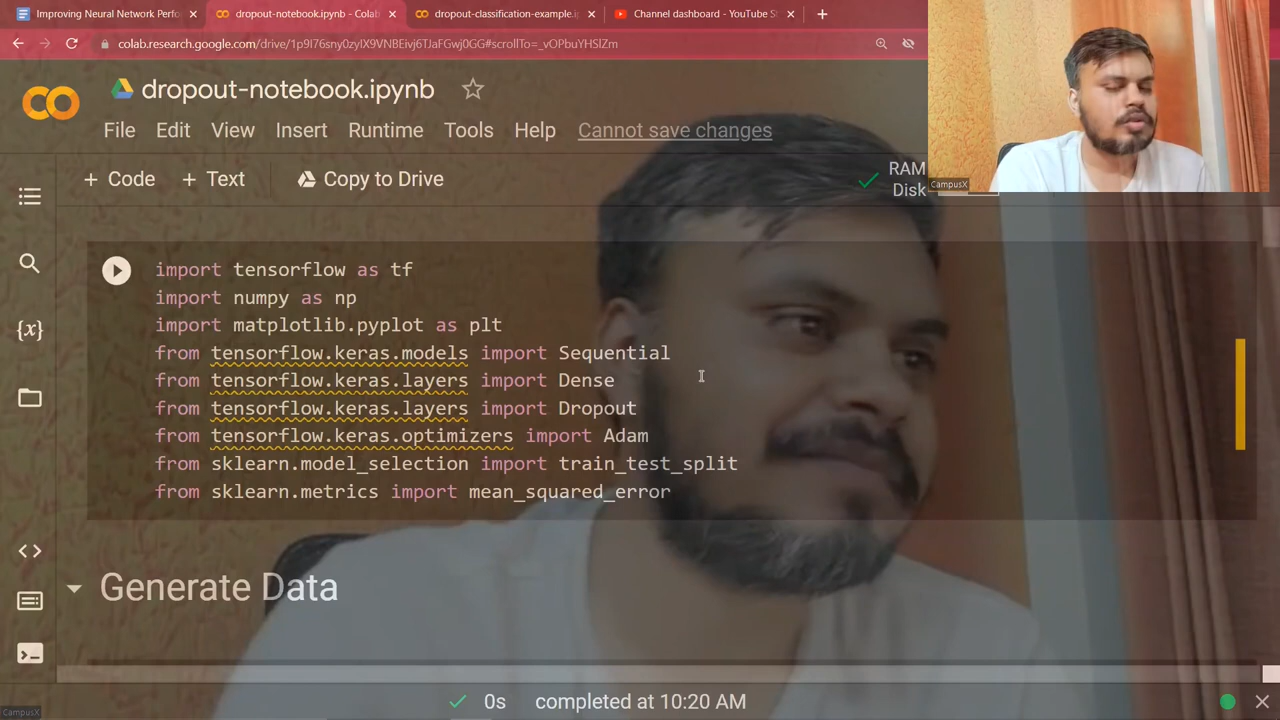 Improving Neural Network Perfo
dropout-notebook.ipynb - Colab
dropout-classification-example.i
Channel dashboard - YouTube S
colab.research.google.com/drive/1p9I76sny0zyIX9VNBEivj6TJaFGwj0GG#scrollTo=_vOPbuYHSlZm
dropout-notebook.ipynb
File Edit View Insert Runtime Tools Help Cannot save changes
+ Code + Text Copy to Drive
RAM
Disk
CampusX
import tensorflow as tf
import numpy as np
import matplotlib.pyplot as plt
from tensorflow.keras.models import Sequential
from tensorflow.keras.layers import Dense
from tensorflow.keras.layers import Dropout
from tensorflow.keras.optimizers import Adam
from sklearn.model_selection import train_test_split
from sklearn.metrics import mean_squared_error
Generate Data
0s completed at 10:20 AM
CampusX